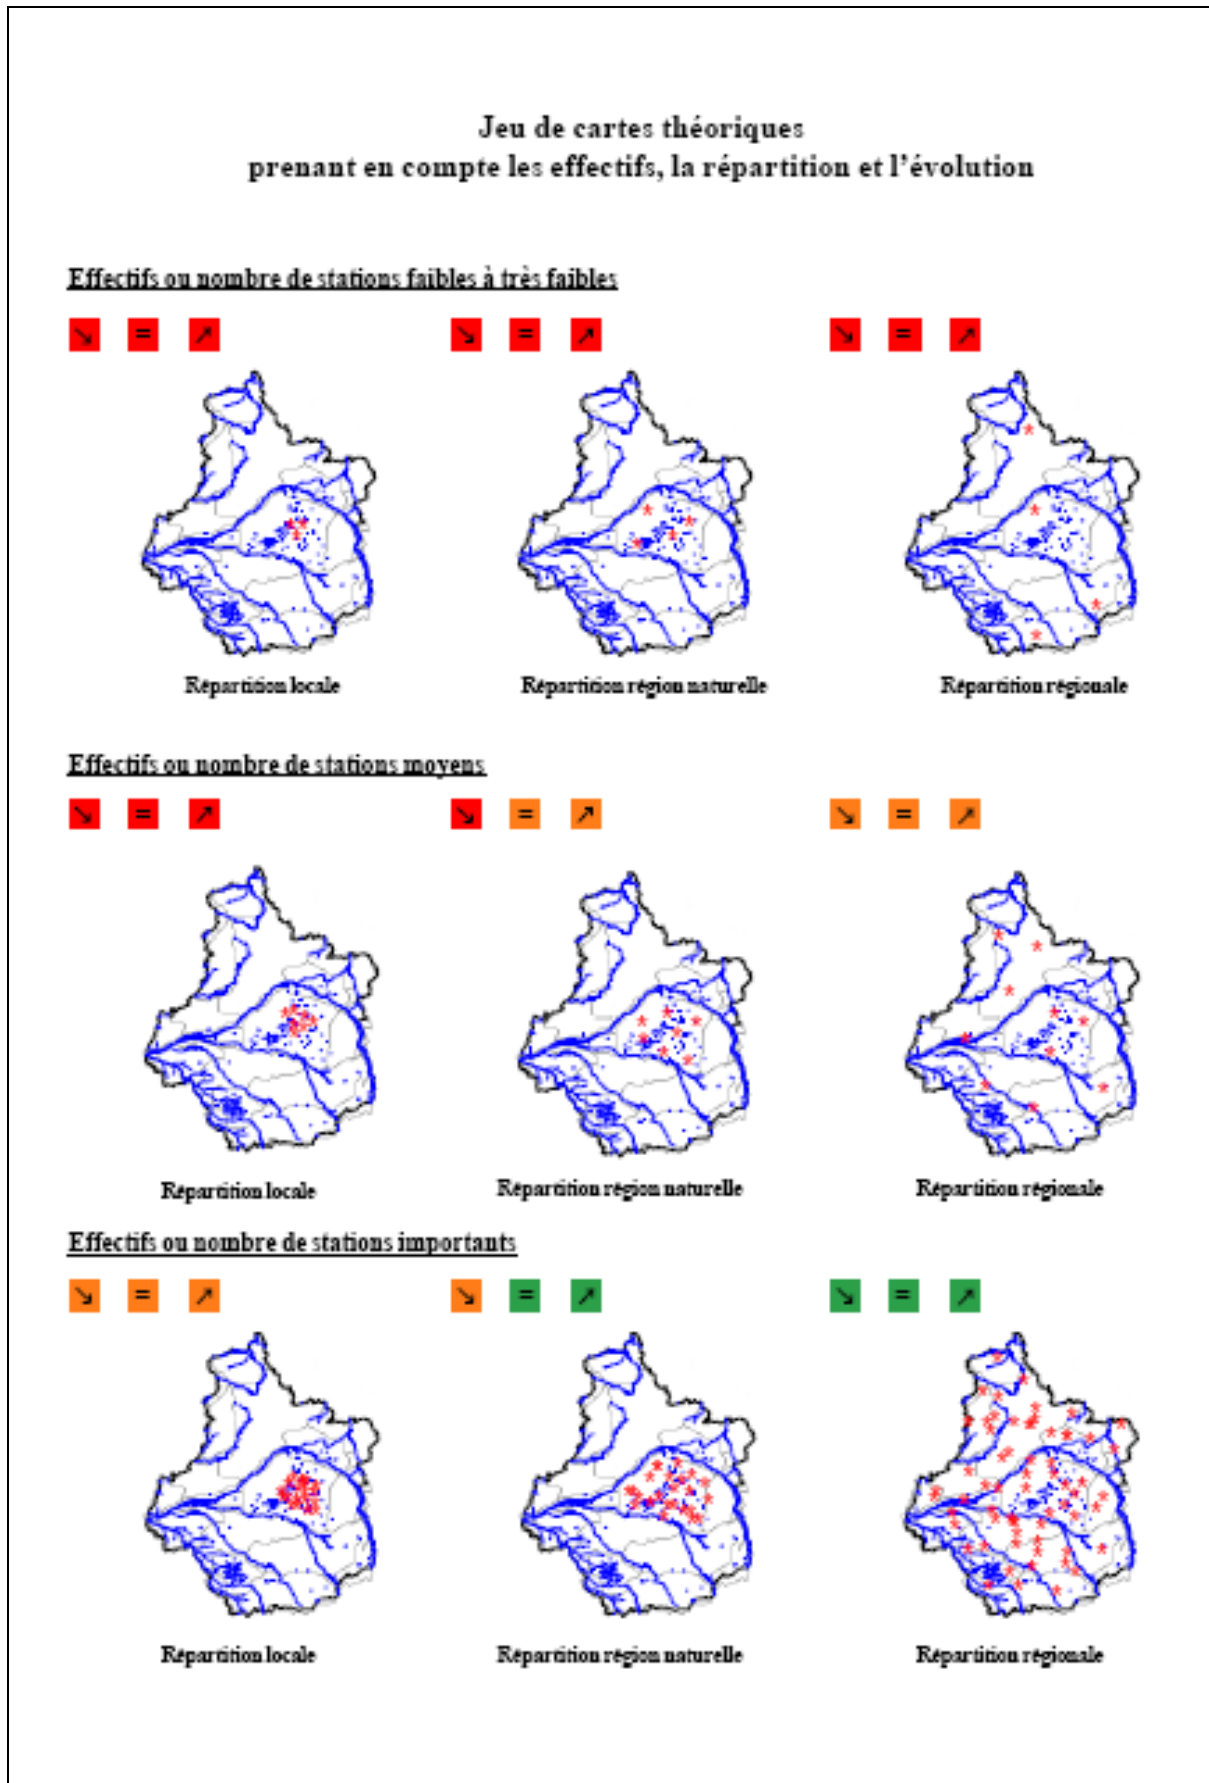 Jeu de cartes théoriques
prenant en compte les effectifs, la répartition et l'évolution
Effectifs ou nombre de stations faibles à très faibles
↘ = ↗ ↘ = ↗ ↘ = ↗
Répartition locale Répartition région naturelle Répartition régionale
Effectifs ou nombre de stations moyens
↘ = ↗ ↘ = ↗ ↘ = ↗
Répartition locale Répartition région naturelle Répartition régionale
Effectifs ou nombre de stations importants
↘ = ↗ ↘ = ↗ ↘ = ↗
Répartition locale Répartition région naturelle Répartition régionale